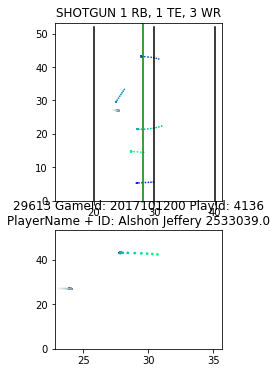 SHOTGUN 1 RB, 1 TE, 3 WR
50
40
30
20
10
0
20 30 40
29613 GameId: 2017101200 PlayId: 4136
PlayerName + ID: Alshon Jeffery 2533039.0
40
20
0
25 30 35